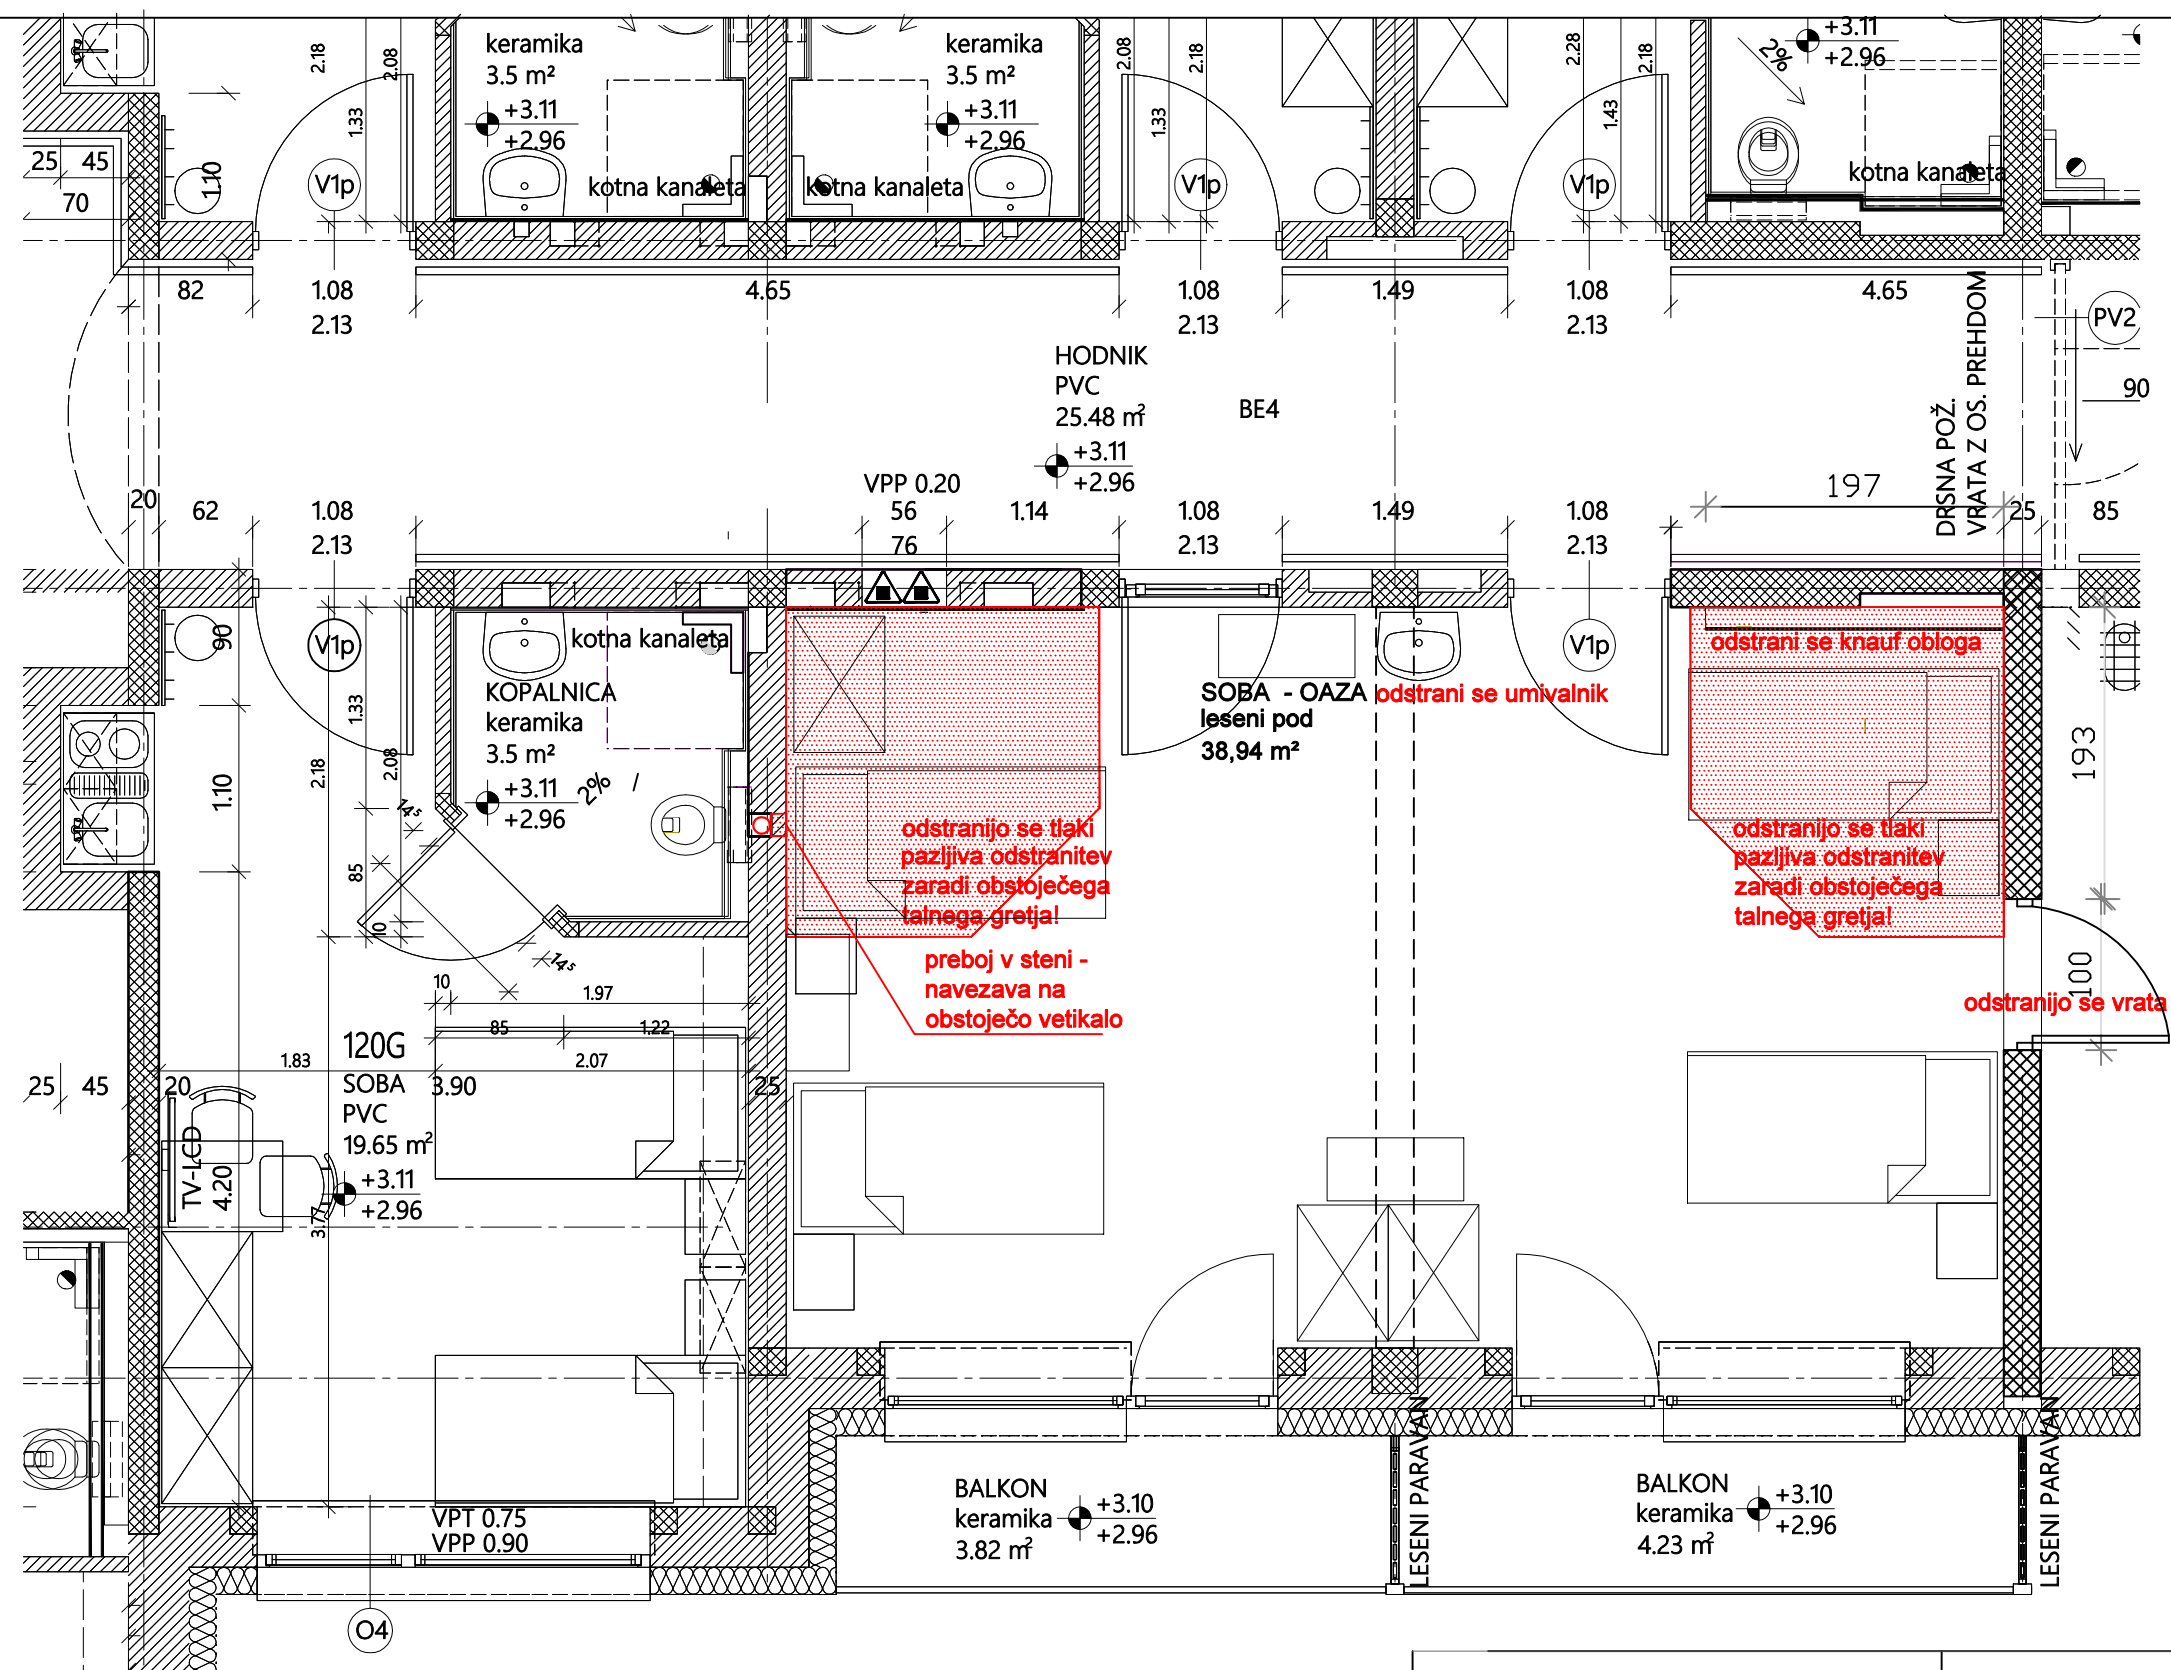 2.18
2.08
1.33
keramika
3.5 m²
+3.11
+2.96
kotna kanaleta
keramika
3.5 m²
+3.11
+2.96
kotna kanaleta
2.08
2.18
1.33
2.28
2.18
1.43
2%
+3.11
+2.96
kotna kanaleta
25 45
70
1.10
V1p
V1p
V1p
82
1.08
2.13
4.65
1.08
2.13
1.49
1.08
2.13
4.65
HODNIK
PVC
25.48 m²
+3.11
+2.96
BE4
DRSNA POŽ.
VRATA Z OS. PREHDOM
PV2
90
20
62
1.08
2.13
VPP 0.20
56
76
1.14
1.08
2.13
1.49
1.08
2.13
197
25
85
90
V1p
1.33
2.18
2.08
1.10
kotna kanaleta
KOPALNICA
keramika
3.5 m²
+3.11
+2.96
2%
14⁵
85
10
14⁵
SOBA - OAZA
leseni pod
38,94 m²
odstrani se umivalnik
V1p
odstrani se knauf obloga
odstranijo se tlaki
pazljiva odstranitev
zaradi obstoječega
talnega gretja!
odstranijo se tlaki
pazljiva odstranitev
zaradi obstoječega
talnega gretja!
preboj v steni -
navezava na
obstoječo vetikalo
193
100
odstranijo se vrata
10
1.97
85
1.22
1.83
2.07
120G
SOBA
PVC
19.65 m²
+3.11
+2.96
3.90
25
25 45
20
TV-LCD
4.20
3.77
VPT 0.75
VPP 0.90
O4
BALKON
keramika
3.82 m²
+3.10
+2.96
LESENI PARAVAN
BALKON
keramika
4.23 m²
+3.10
+2.96
LESENI PARAVAN